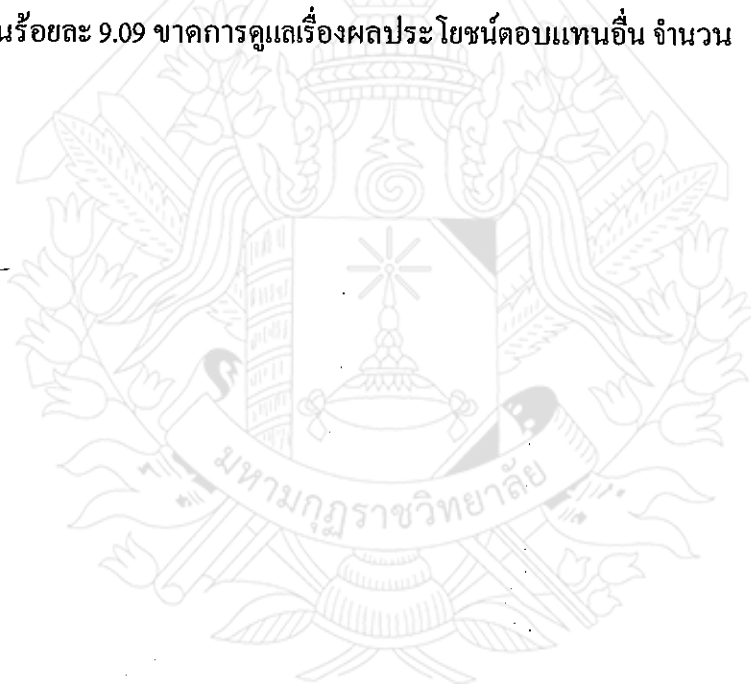 นร้อยละ 9.09 ขาดการดูแลเรื่องผลประโยชน์ตอบแทนอื่น จำนวน
มหามกุฏราชวิทยาลัย